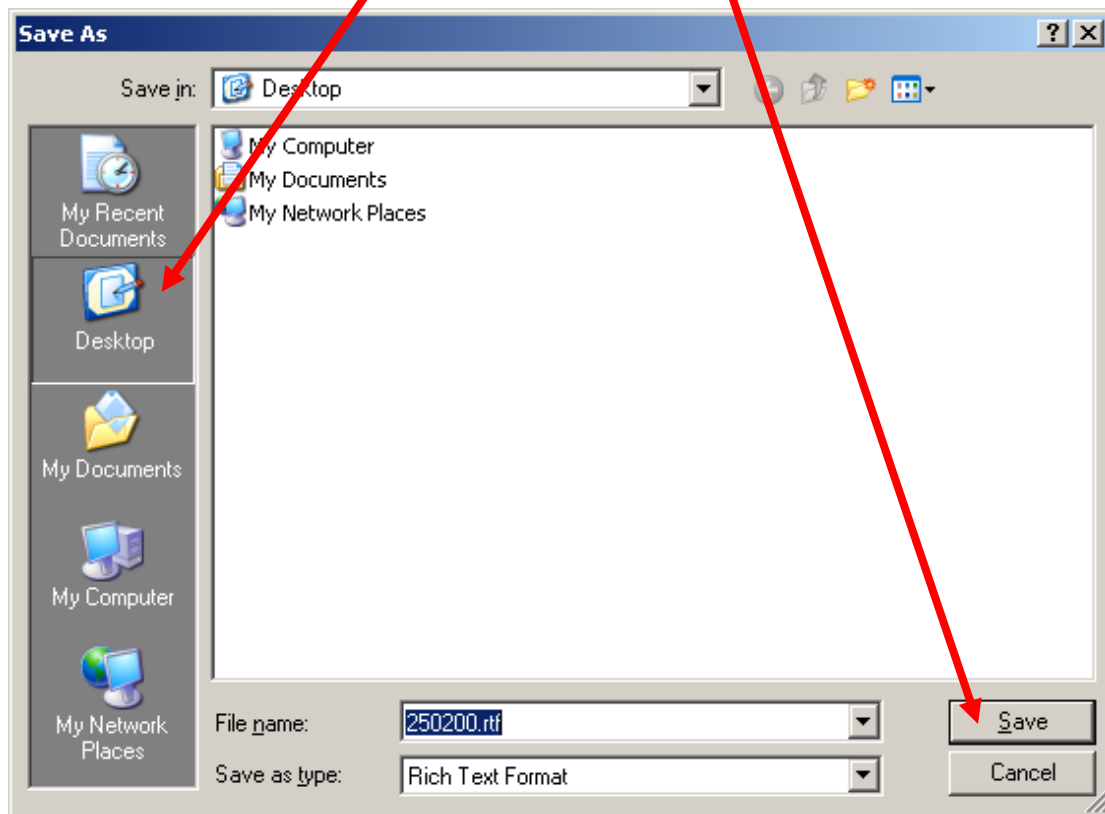 Save As
Save in:
Desktop
My Computer
My Documents
My Network Places
My Recent
Documents
Desktop
My Documents
My Computer
My Network
Places
File name:
250200.rtf
Save
Save as type:
Rich Text Format
Cancel